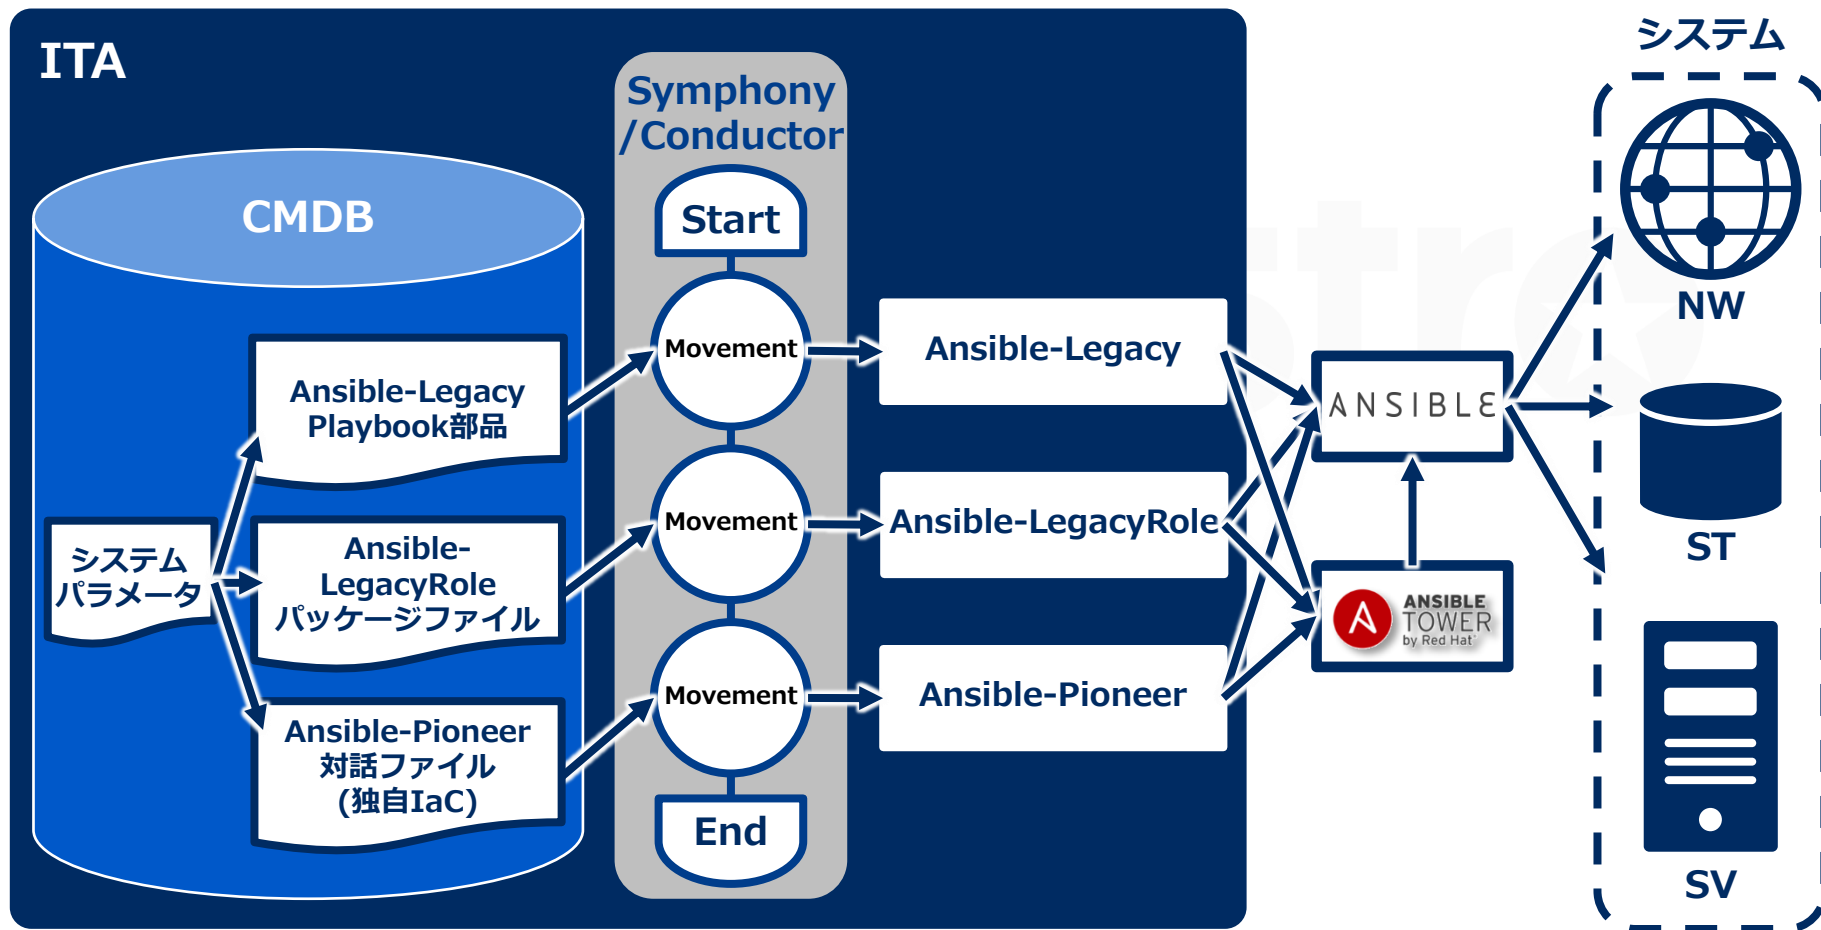 ITA
CMDB
システム
パラメータ
Ansible-Legacy
Playbook部品
Ansible-
LegacyRole
パッケージファイル
Ansible-Pioneer
対話ファイル
(独自IaC)
Symphony
/Conductor
Start
Movement
Movement
Movement
End
Ansible-Legacy
Ansible-LegacyRole
Ansible-Pioneer
ANSIBLE
ANSIBLE
TOWER
by Red Hat
システム
NW
ST
SV